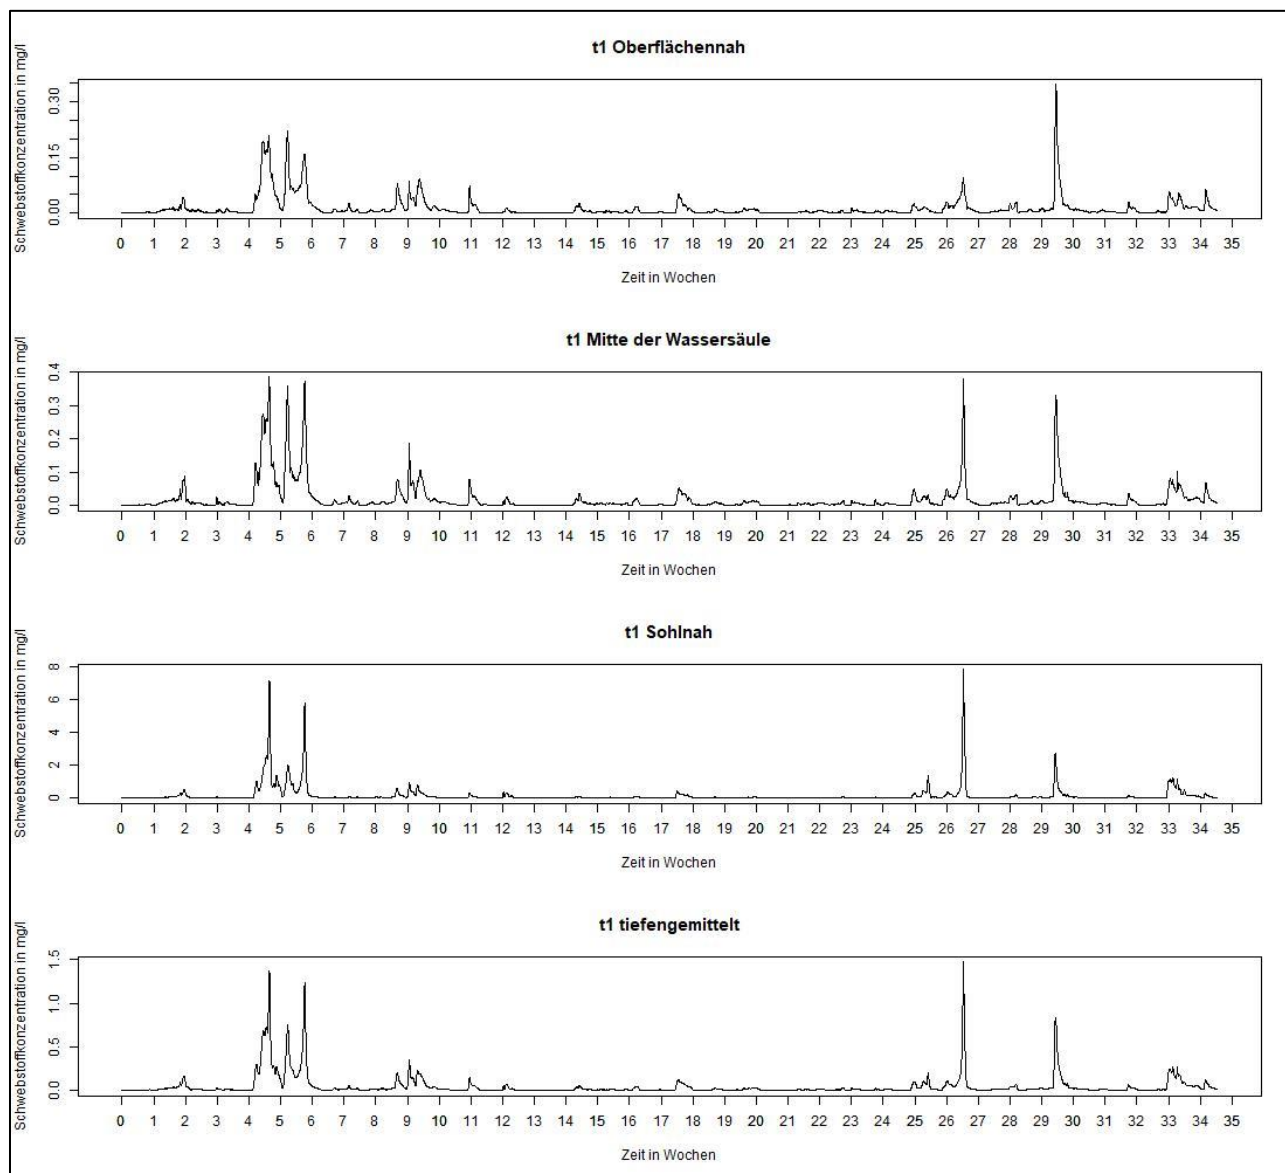 t1 Oberflächennah
Schwebstoffkonzentration in mg/l
0.00 0.15 0.30
0 1 2 3 4 5 6 7 8 9 10 11 12 13 14 15 16 17 18 19 20 21 22 23 24 25 26 27 28 29 30 31 32 33 34 35
Zeit in Wochen
t1 Mitte der Wassersäule
Schwebstoffkonzentration in mg/l
0.0 0.1 0.2 0.3 0.4
0 1 2 3 4 5 6 7 8 9 10 11 12 13 14 15 16 17 18 19 20 21 22 23 24 25 26 27 28 29 30 31 32 33 34 35
Zeit in Wochen
t1 Sohlnah
Schwebstoffkonzentration in mg/l
0 2 4 6 8
0 1 2 3 4 5 6 7 8 9 10 11 12 13 14 15 16 17 18 19 20 21 22 23 24 25 26 27 28 29 30 31 32 33 34 35
Zeit in Wochen
t1 tiefengemittelt
Schwebstoffkonzentration in mg/l
0.0 0.5 1.0 1.5
0 1 2 3 4 5 6 7 8 9 10 11 12 13 14 15 16 17 18 19 20 21 22 23 24 25 26 27 28 29 30 31 32 33 34 35
Zeit in Wochen